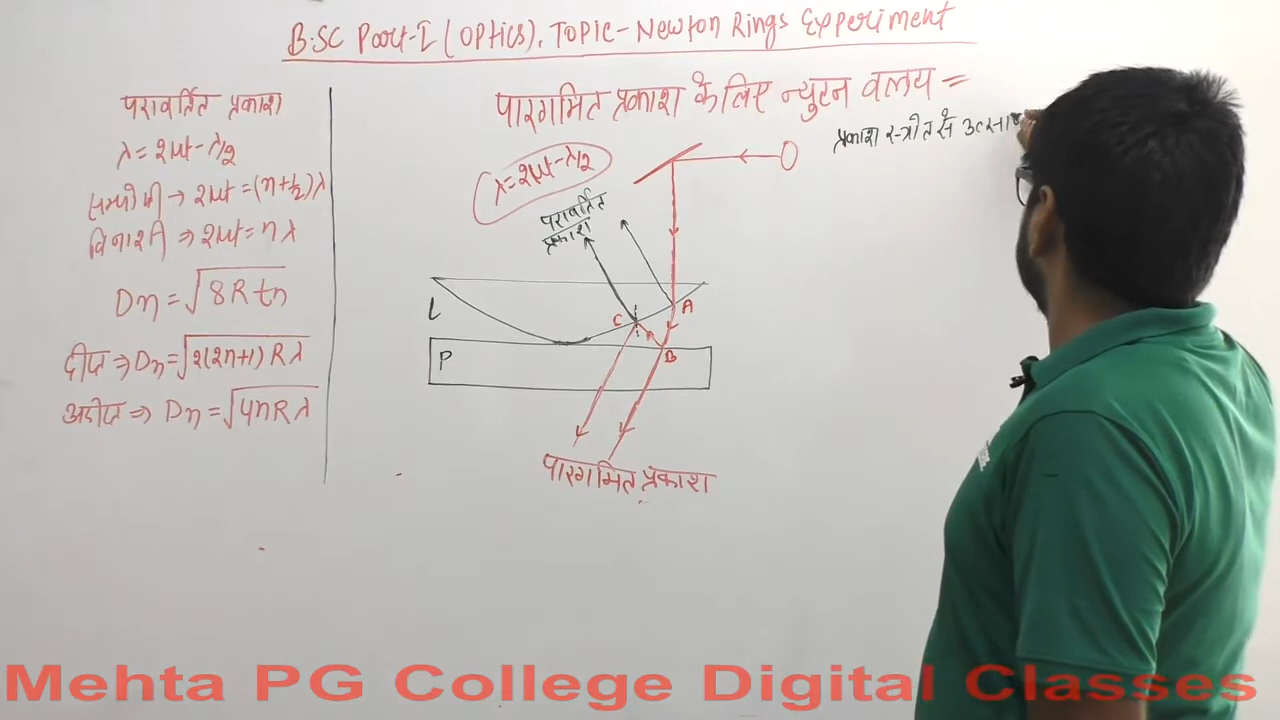 B.SC Part-I (Optics). Topic-Newton Rings Experiment
परावर्तित प्रकाश
λ = 2μt - λ/2
सम्पोषी → 2μt = (n+1/2)λ
विनाशी ⇒ 2μt = nλ
Dn = √8Rtn
दीप्त ⇒ Dn = √2(2n+1)Rλ
अदीप्त ⇒ Dn = √4nRλ
पारगमित प्रकाश के लिए न्युटन वलय =
प्रकाश स्त्रोत से
λ = 2μt - λ/2
परावर्तित
प्रकाश
L
C
A
P
B
पारगमित प्रकाश
Mehta PG College Digital Classes